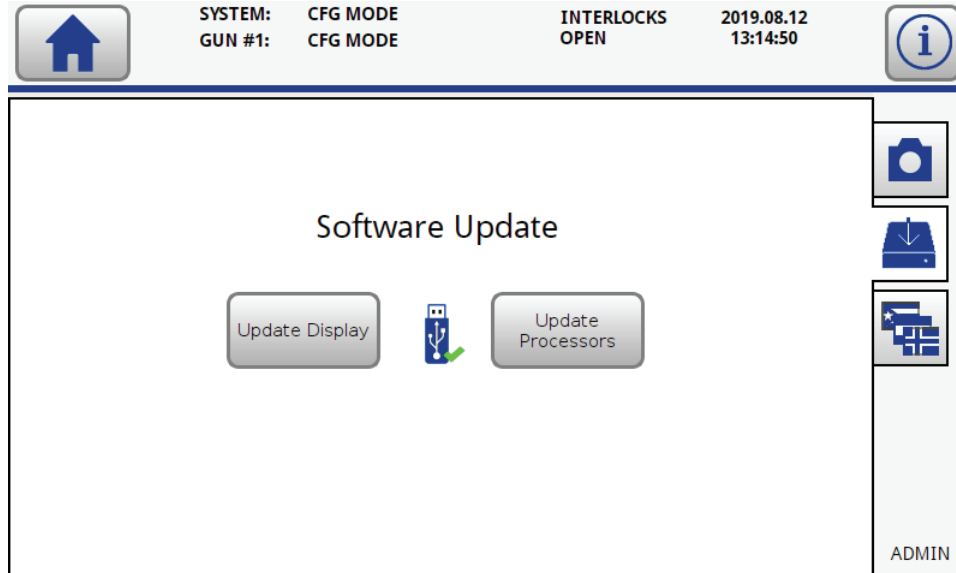 SYSTEM: CFG MODE
GUN #1: CFG MODE
INTERLOCKS
OPEN
2019.08.12
13:14:50
i
Software Update
Update Display
Update
Processors
ADMIN